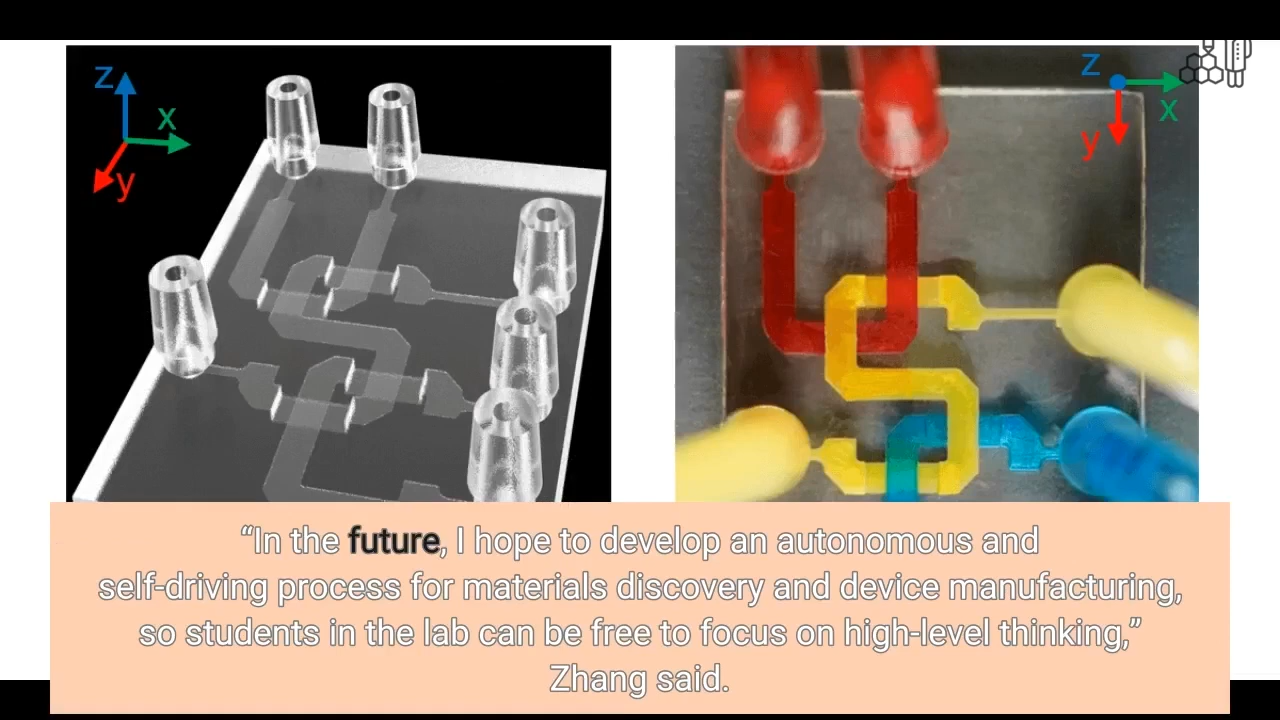 z
x
y
z
x
y
“In the future, I hope to develop an autonomous and
self-driving process for materials discovery and device manufacturing,
so students in the lab can be free to focus on high-level thinking,”
Zhang said.